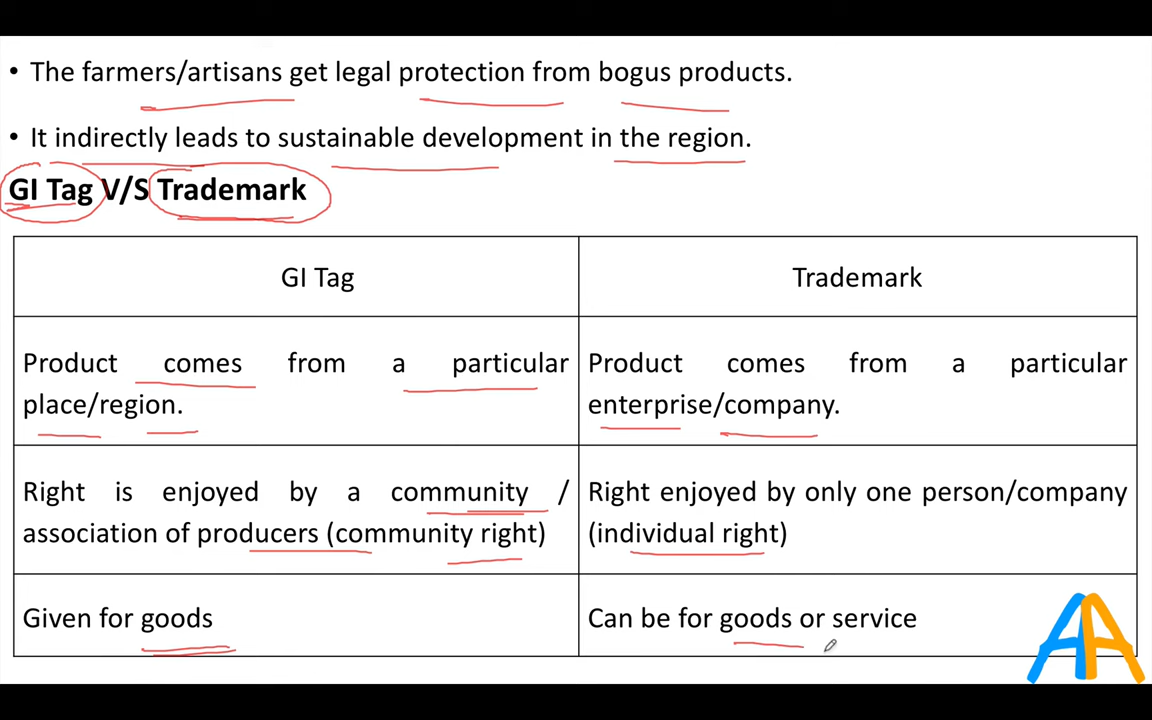 • The farmers/artisans get legal protection from bogus products.
• It indirectly leads to sustainable development in the region.
GI Tag V/S Trademark
GI Tag
Trademark
Product comes from a particular
place/region.
Product comes from a particular
enterprise/company.
Right is enjoyed by a community /
association of producers (community right)
Right enjoyed by only one person/company
(individual right)
Given for goods
Can be for goods or service
AA